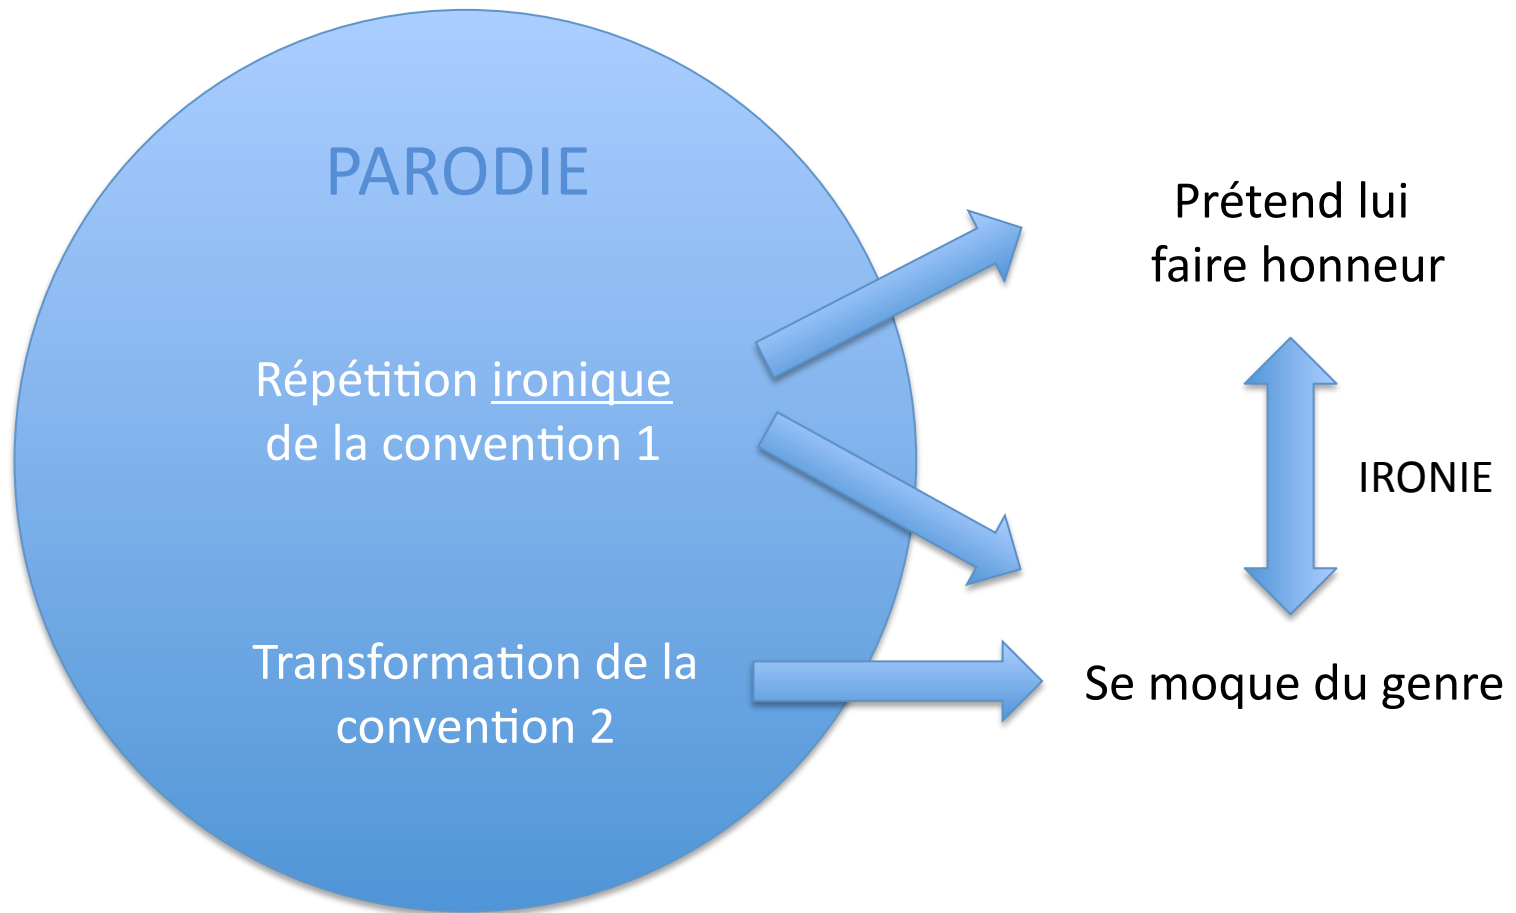 PARODIE
Prétend lui
faire honneur
Répétition ironique
de la convention 1
IRONIE
Transformation de la
convention 2
Se moque du genre